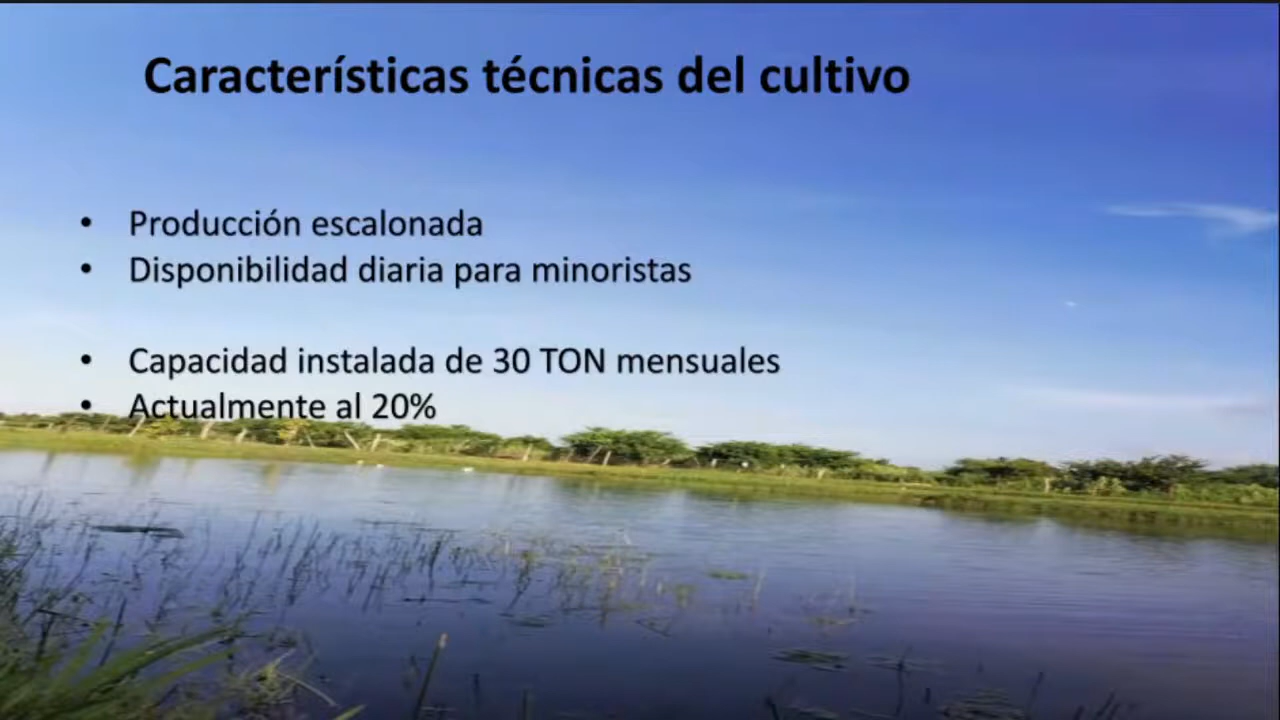 Características técnicas del cultivo
• Producción escalonada
• Disponibilidad diaria para minoristas
• Capacidad instalada de 30 TON mensuales
• Actualmente al 20%